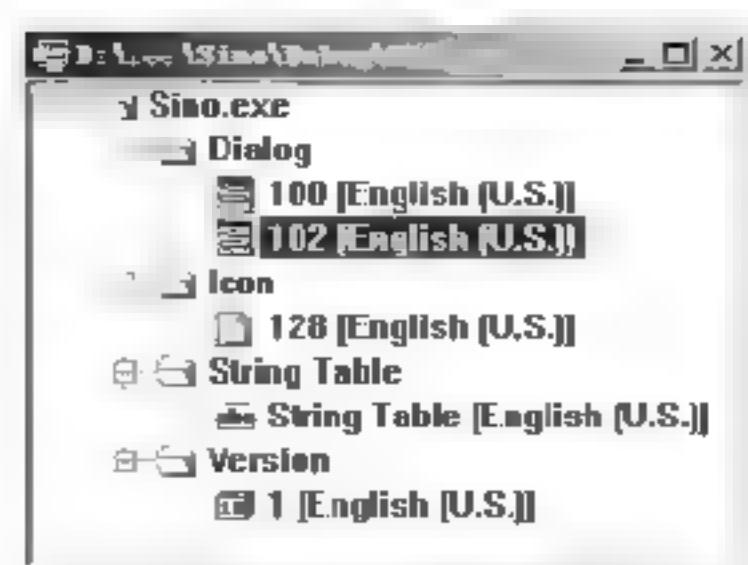 Sino.exe
Dialog
100 [English (U.S.)]
102 [English (U.S.)]
Icon
128 [English (U.S.)]
String Table
String Table [English (U.S.)]
Version
1 [English (U.S.)]